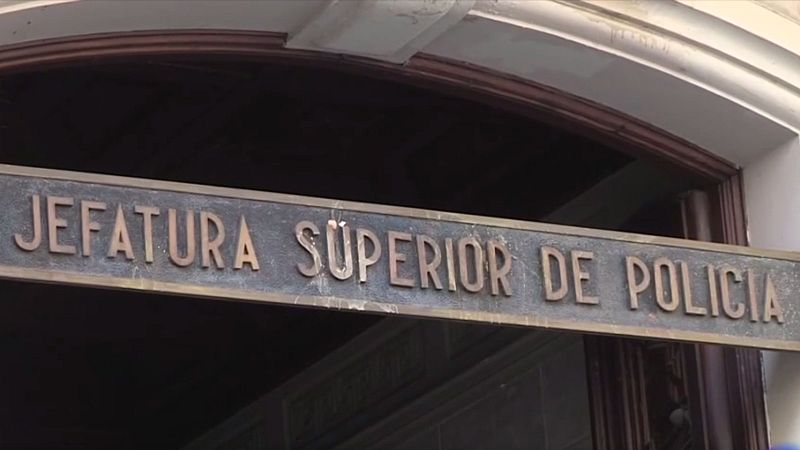 JEFATURA SUPERIOR DE POLICIA